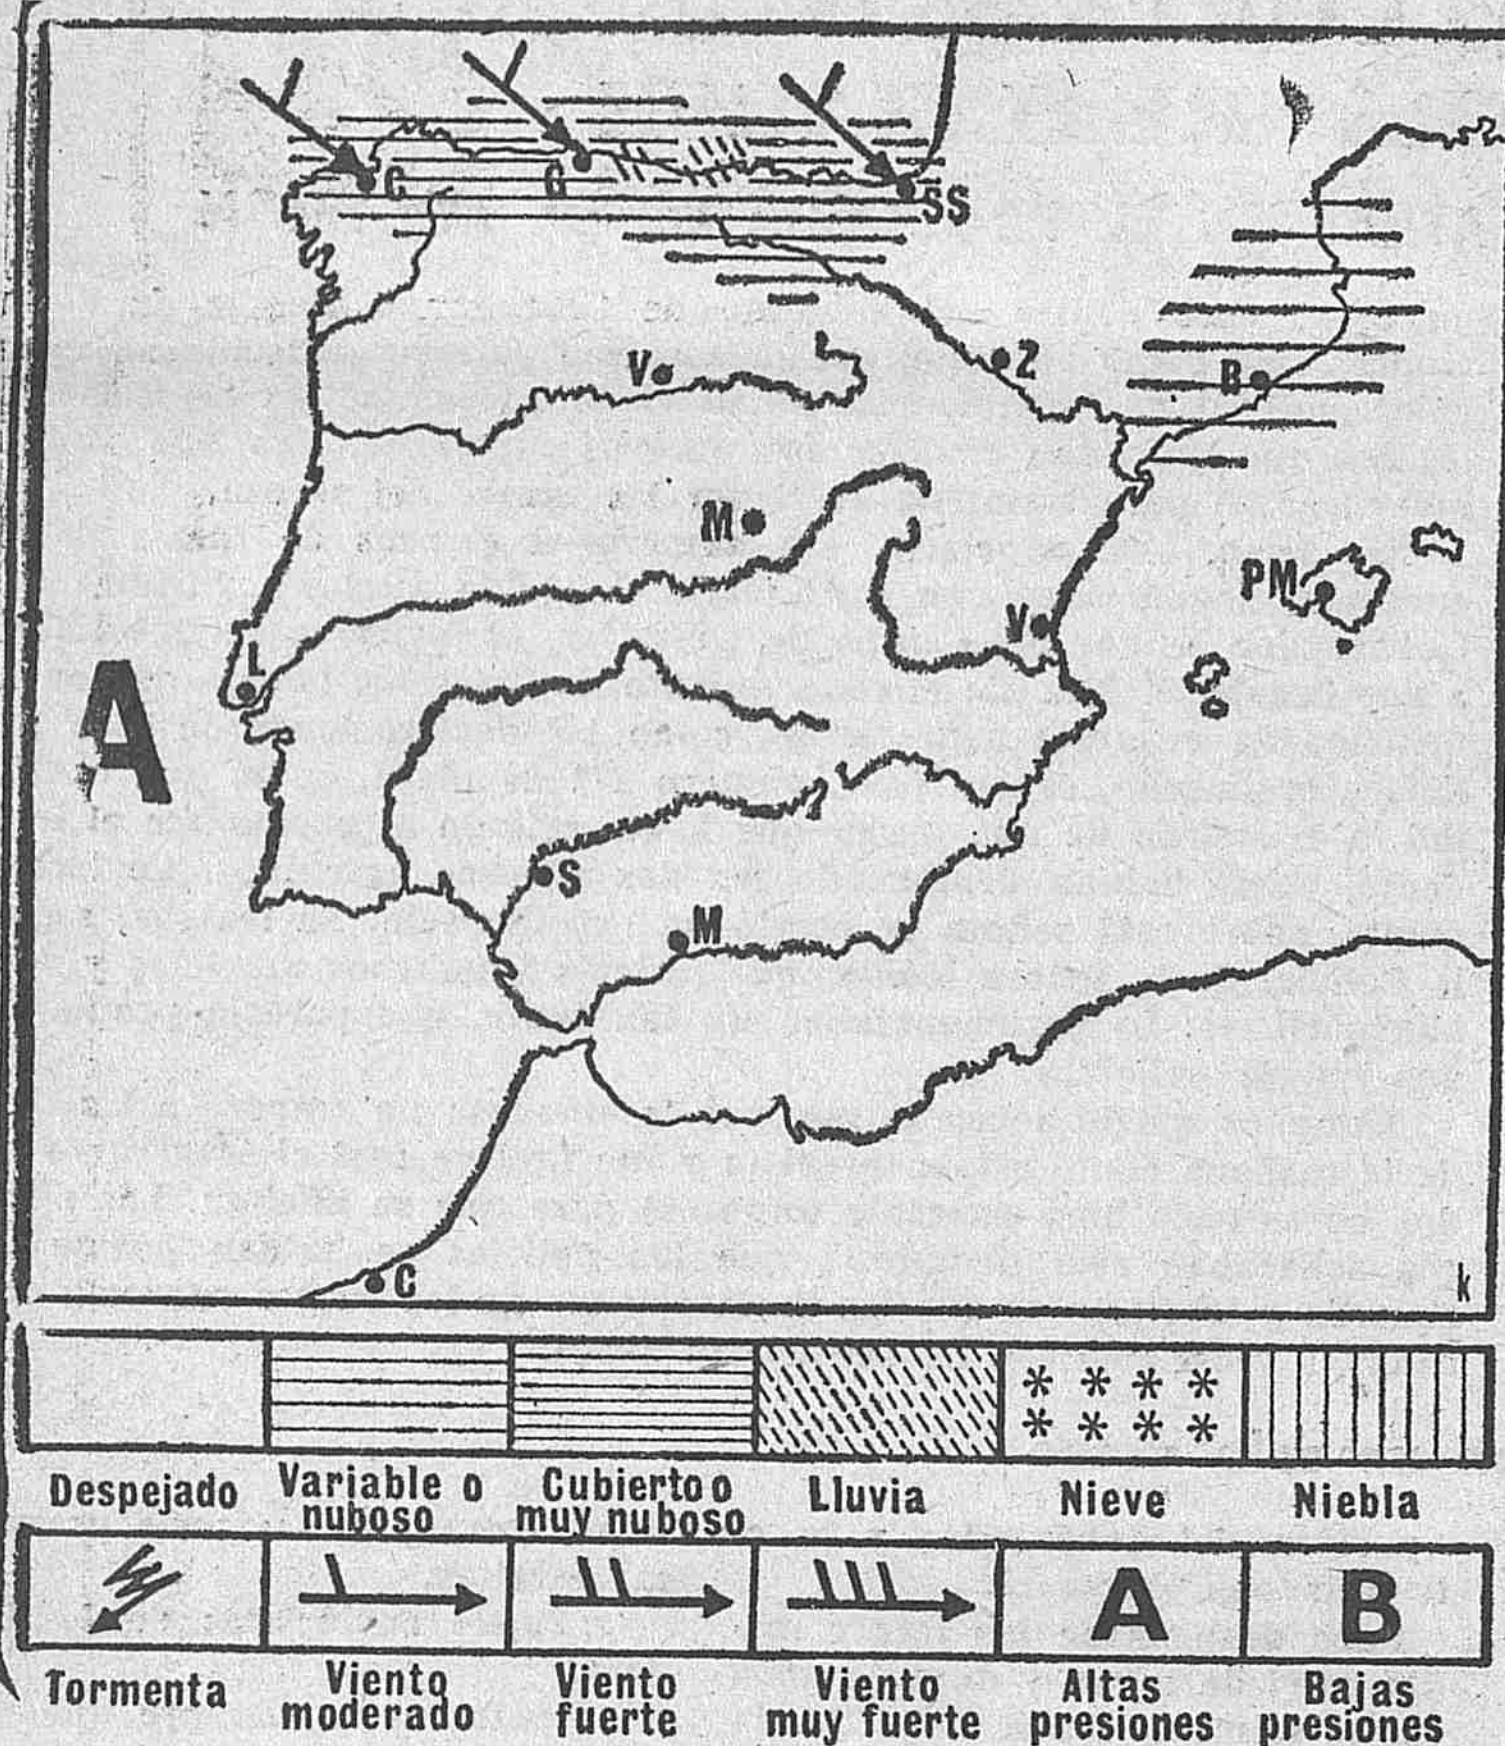 C
G
SS
V
Z
B
M
PM
V
L
A
S
M
C
k
Despejado
Variable o
nuboso
Cubierto o
muy nuboso
Lluvia
Nieve
Niebla
A
B
Tormenta
Viento
moderado
Viento
fuerte
Viento
muy fuerte
Altas
presiones
Bajas
presiones